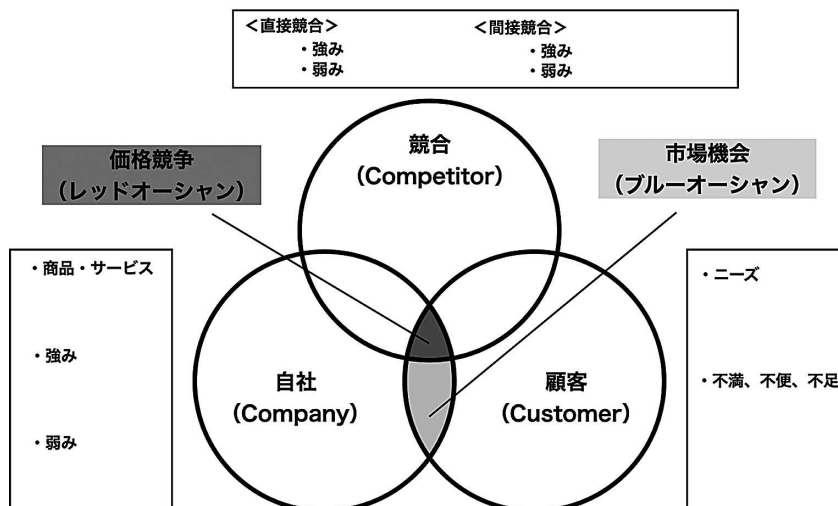 ＜直接競合＞
・強み
・弱み
＜間接競合＞
・強み
・弱み
競合
（Competitor）
価格競争
（レッドオーシャン）
市場機会
（ブルーオーシャン）
・商品・サービス
・強み
・弱み
自社
（Company）
顧客
（Customer）
・ニーズ
・不満、不便、不足